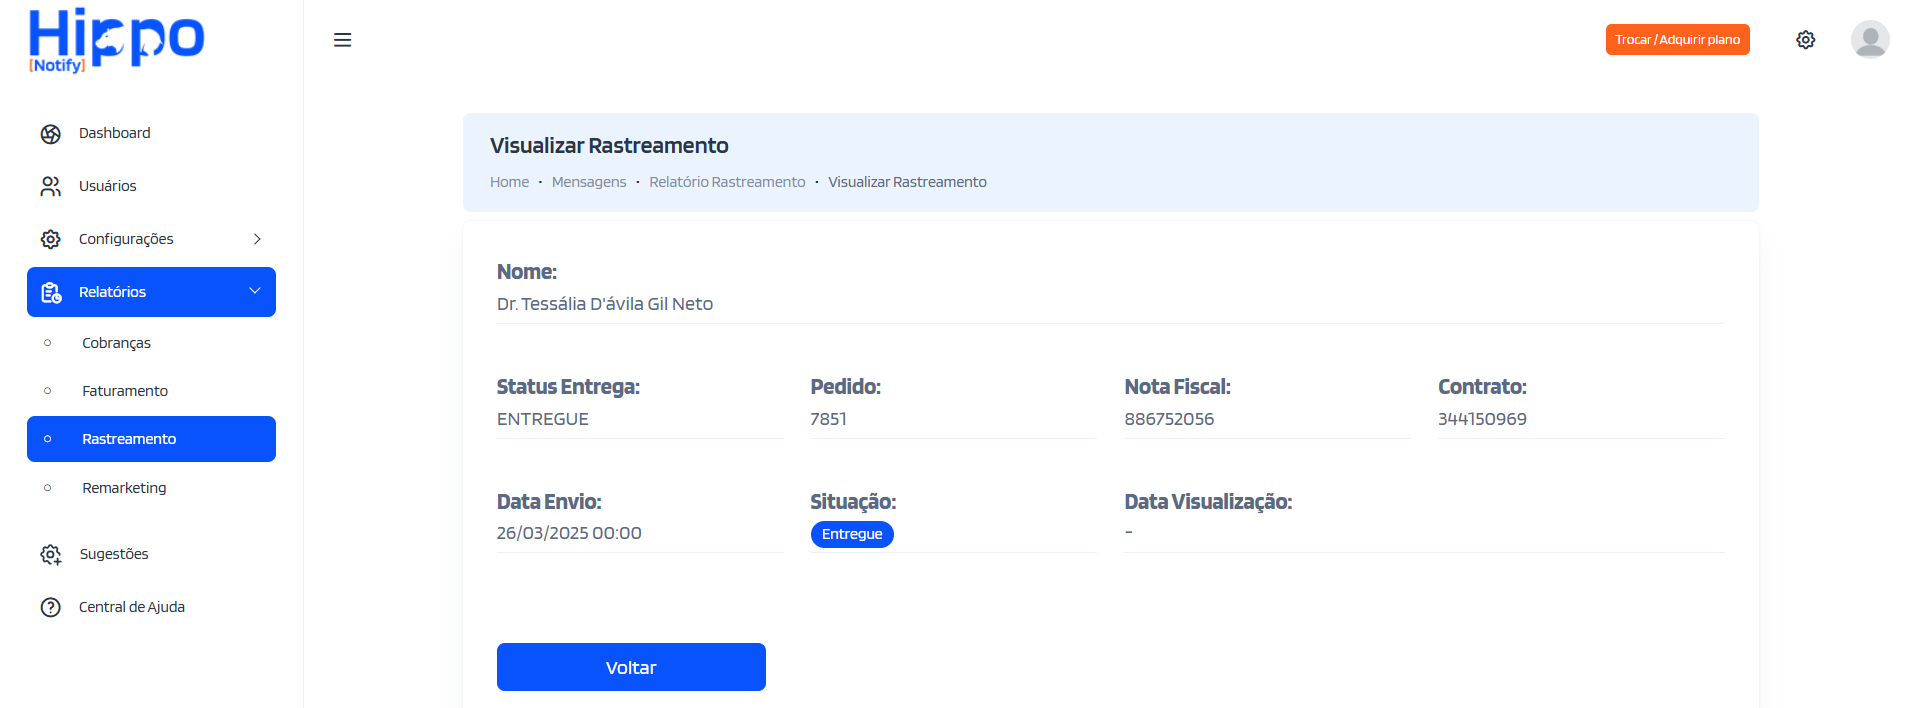 Hippo
[Notify]
Trocar / Adquirir plano
Dashboard
Usuários
Configurações
Relatórios
Cobranças
Faturamento
Rastreamento
Remarketing
Sugestões
Central de Ajuda
Visualizar Rastreamento
Home • Mensagens • Relatório Rastreamento • Visualizar Rastreamento
Nome:
Dr. Tessália D'ávila Gil Neto
Status Entrega: Pedido: Nota Fiscal: Contrato:
ENTREGUE 7851 886752056 344150969
Data Envio: Situação: Data Visualização:
26/03/2025 00:00 Entregue -
Voltar